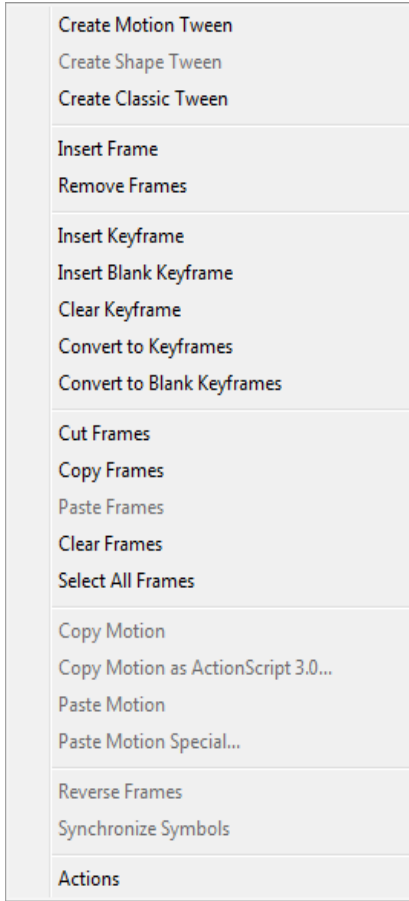 Create Motion Tween
Create Shape Tween
Create Classic Tween
Insert Frame
Remove Frames
Insert Keyframe
Insert Blank Keyframe
Clear Keyframe
Convert to Keyframes
Convert to Blank Keyframes
Cut Frames
Copy Frames
Paste Frames
Clear Frames
Select All Frames
Copy Motion
Copy Motion as ActionScript 3.0...
Paste Motion
Paste Motion Special...
Reverse Frames
Synchronize Symbols
Actions